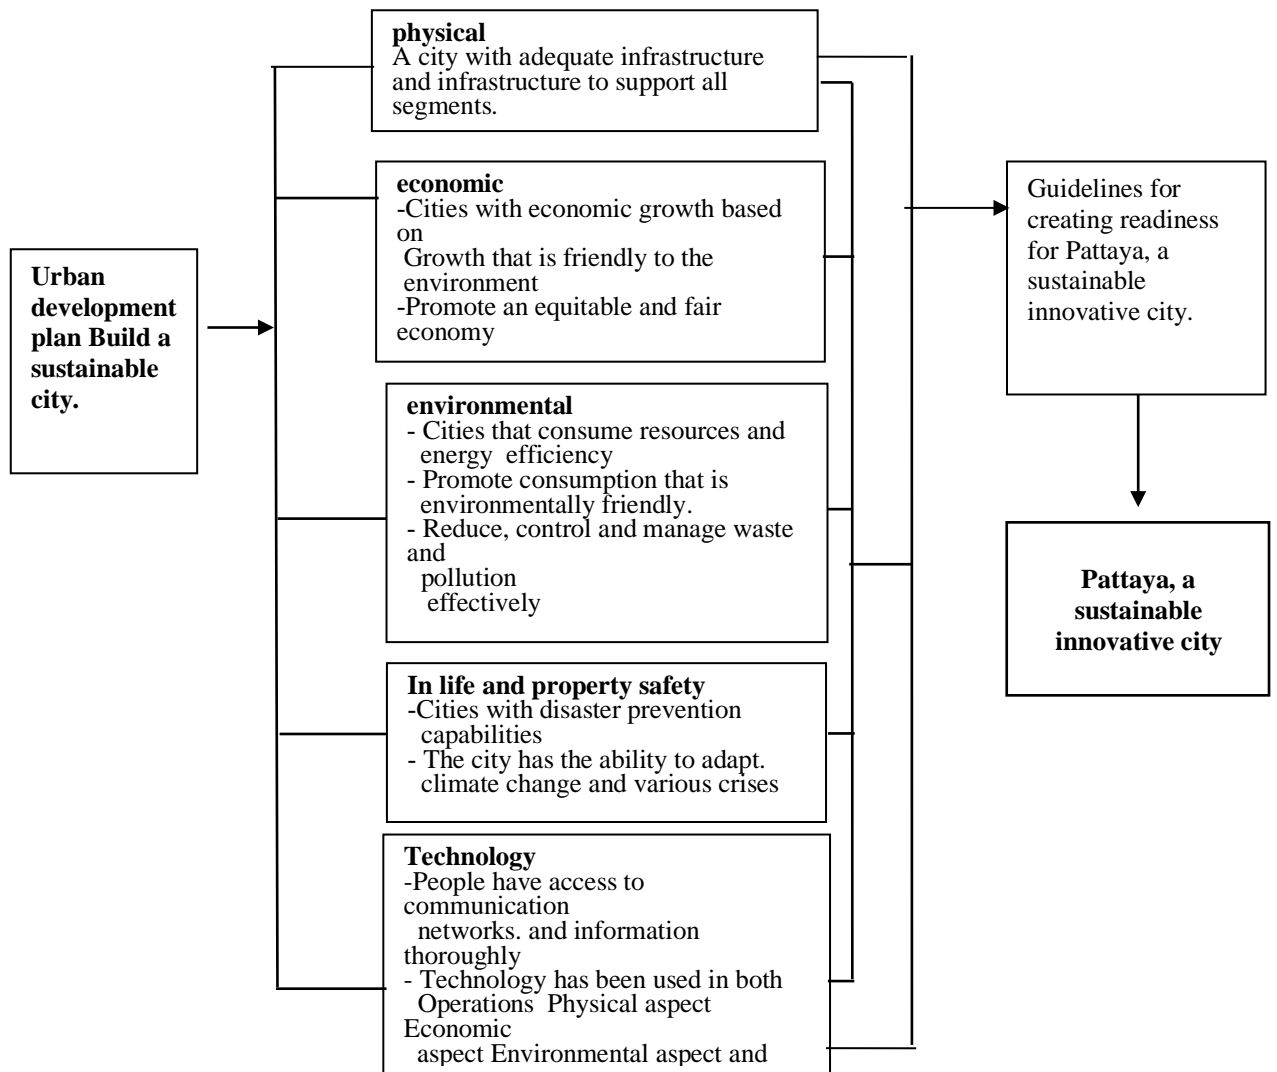 physical
A city with adequate infrastructure
and infrastructure to support all
segments.
economic
-Cities with economic growth based
on
Growth that is friendly to the
environment
-Promote an equitable and fair
economy
Urban
development
plan Build a
sustainable
city.
environmental
- Cities that consume resources and
energy efficiency
- Promote consumption that is
environmentally friendly.
- Reduce, control and manage waste
and
pollution
effectively
In life and property safety
-Cities with disaster prevention
capabilities
- The city has the ability to adapt.
climate change and various crises
Technology
-People have access to
communication
networks. and information
thoroughly
- Technology has been used in both
Operations Physical aspect
Economic
aspect Environmental aspect and
Guidelines for
creating readiness
for Pattaya, a
sustainable
innovative city.
Pattaya, a
sustainable
innovative city